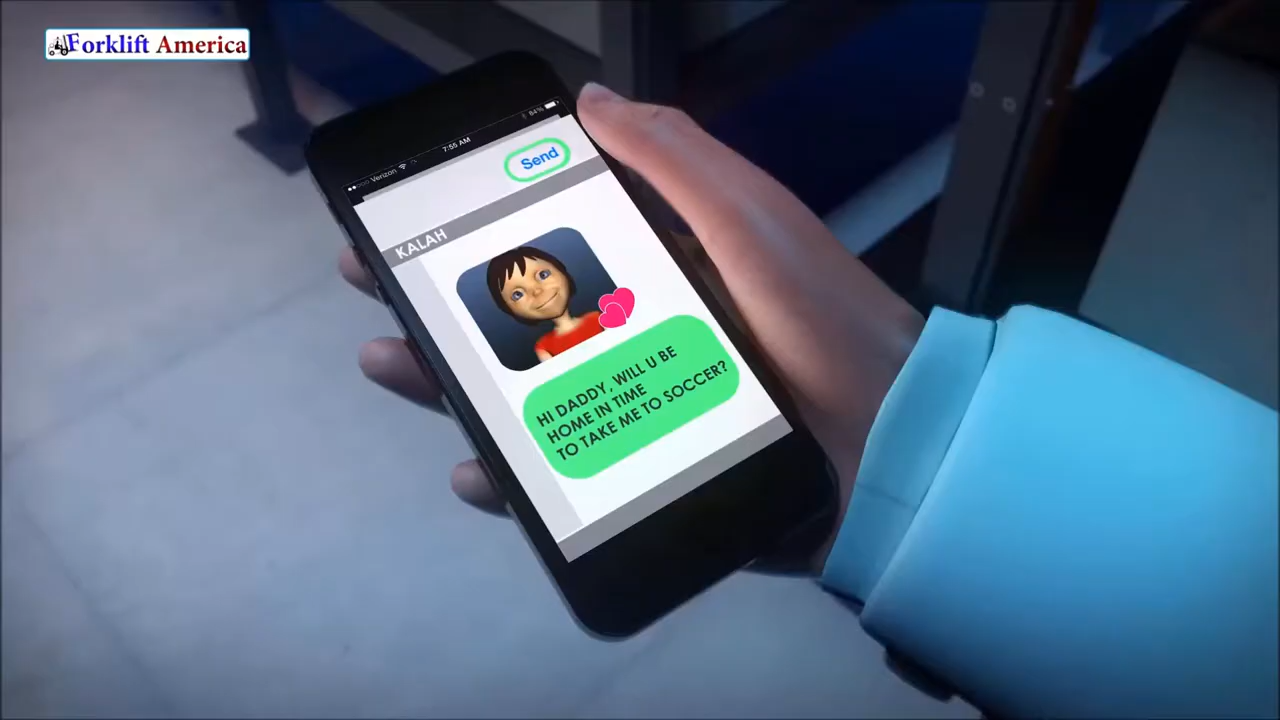 Forklift America
Verizon 7:55 AM 84%
Send
KALAH
HI DADDY, WILL U BE
HOME IN TIME
TO TAKE ME TO SOCCER?